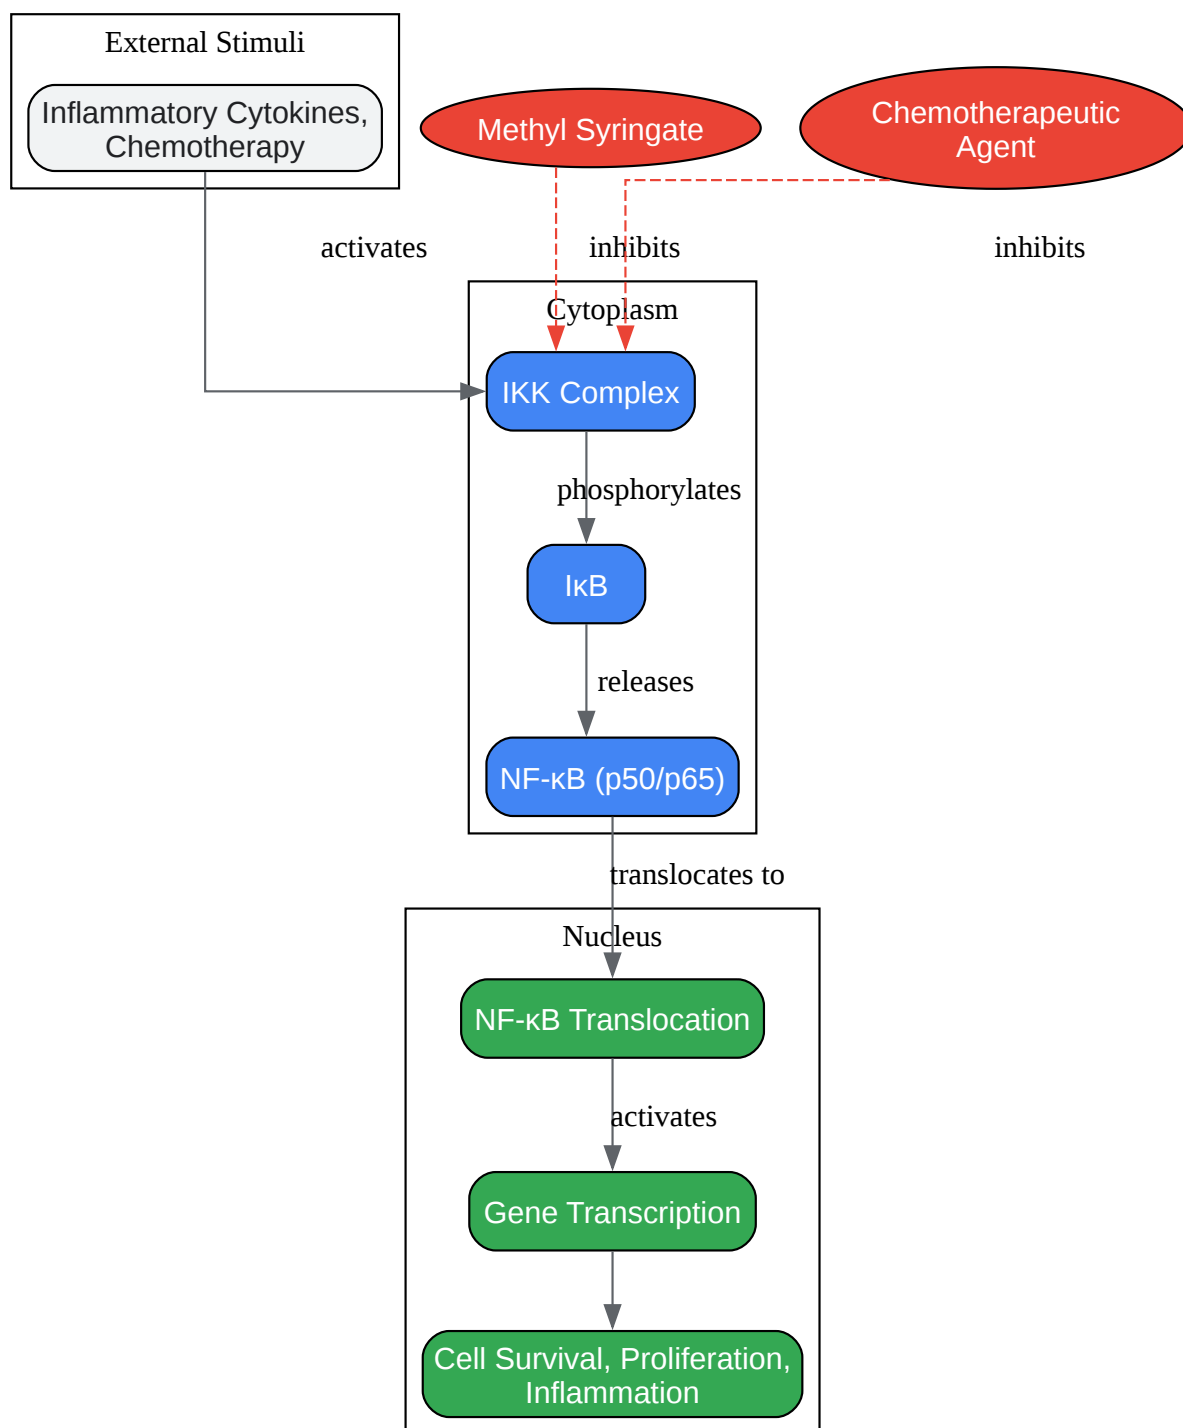 External Stimuli
Inflammatory Cytokines,
Chemotherapy
Methyl Syringate
Chemotherapeutic
Agent
activates
inhibits
inhibits
Cytoplasm
IKK Complex
phosphorylates
IκB
releases
NF-κB (p50/p65)
translocates to
Nucleus
NF-κB Translocation
activates
Gene Transcription
Cell Survival, Proliferation,
Inflammation